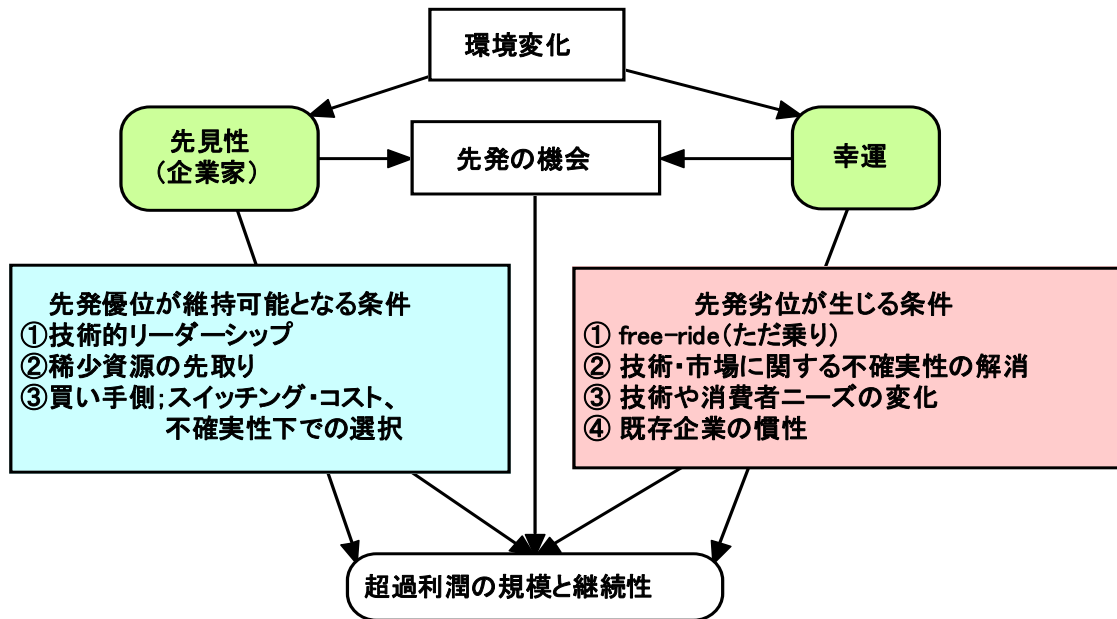 環境変化
先見性
（企業家）
先発の機会
幸運
先発優位が維持可能となる条件
①技術的リーダーシップ
②稀少資源の先取り
③買い手側；スイッチング・コスト、
不確実性下での選択
先発劣位が生じる条件
① free-ride（ただ乗り）
② 技術・市場に関する不確実性の解消
③ 技術や消費者ニーズの変化
④ 既存企業の慣性
超過利潤の規模と継続性